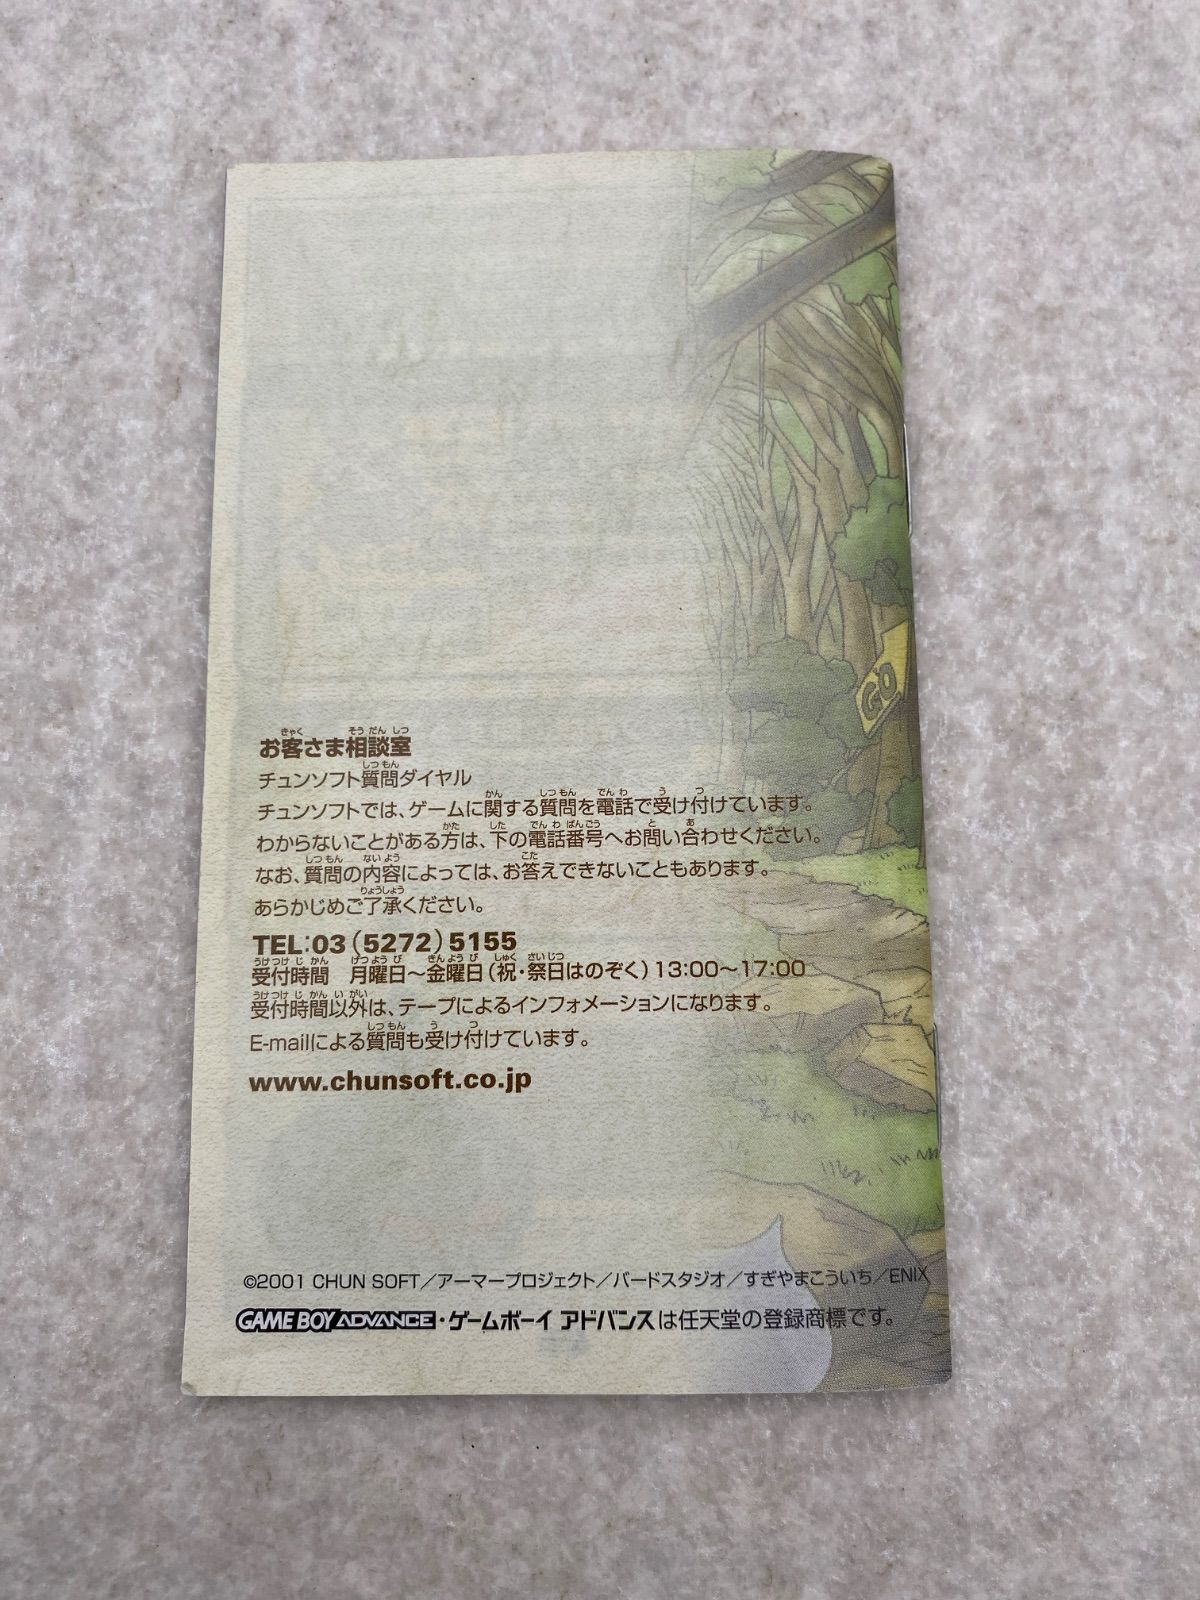 お客さま相談室
チュンソフト質問ダイヤル
チュンソフトでは、ゲームに関する質問を電話で受け付けています。
わからないことがある方は、下の電話番号へお問い合わせください。
なお、質問の内容によっては、お答えできないこともあります。
あらかじめご了承ください。
TEL:03(5272)5155
受付時間 月曜日〜金曜日(祝・祭日はのぞく)13:00〜17:00
受付時間以外は、テープによるインフォメーションになります。
E-mailによる質問も受け付けています。
www.chunsoft.co.jp
GO
©2001 CHUN SOFT/アーマープロジェクト/バードスタジオ/すぎやまこういち/ENIX
GAME BOY ADVANCE・ゲームボーイ アドバンスは任天堂の登録商標です。